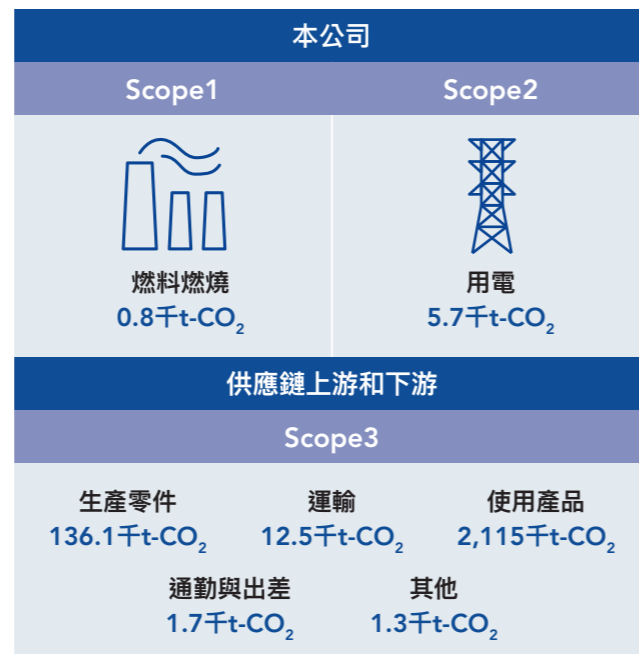 本公司
Scope1 Scope2
燃料燃燒 用電
0.8千t-CO₂ 5.7千t-CO₂
供應鏈上游和下游
Scope3
生產零件 運輸 使用產品
136.1千t-CO₂ 12.5千t-CO₂ 2,115千t-CO₂
通勤與出差 其他
1.7千t-CO₂ 1.3千t-CO₂